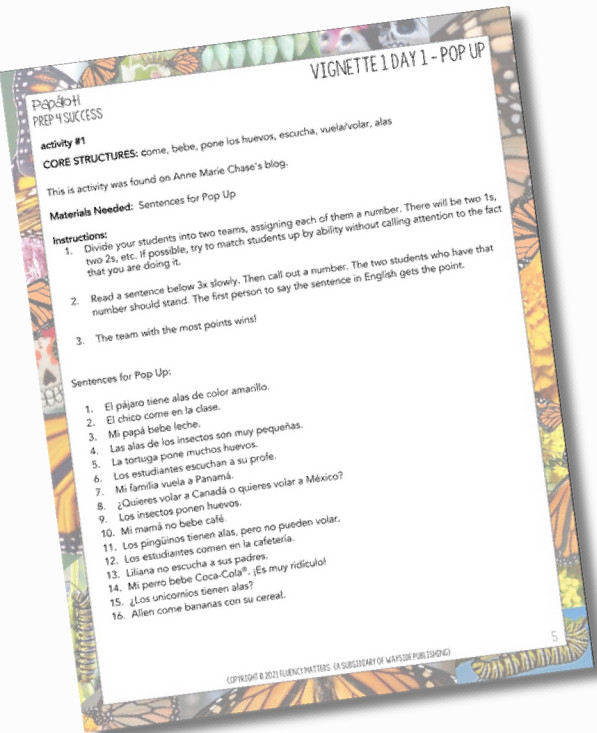 VIGNETTE 1 DAY 1 - POP UP
Papálotl
PREP 4 SUCCESS
activity #1
CORE STRUCTURES: come, bebe, pone los huevos, escucha, vuela/volar, alas
This is activity was found on Anne Marie Chase's blog.
Materials Needed: Sentences for Pop Up
Instructions:
1. Divide your students into two teams, assigning each of them a number. There will be two 1s,
two 2s, etc. If possible, try to match students up by ability without calling attention to the fact
that you are doing it.
2. Read a sentence below 3x slowly. Then call out a number. The two students who have that
number should stand. The first person to say the sentence in English gets the point.
3. The team with the most points wins!
Sentences for Pop Up:
1. El pájaro tiene alas de color amarillo.
2. El chico come en la clase.
3. Mi papá bebe leche.
4. Las alas de los insectos son muy pequeñas.
5. La tortuga pone muchos huevos.
6. Los estudiantes escuchan a su profe.
7. Mi familia vuela a Panamá.
8. ¿Quieres volar a Canadá o quieres volar a México?
9. Los insectos ponen huevos.
10. Mi mamá no bebe café.
11. Los pingüinos tienen alas, pero no pueden volar.
12. Los estudiantes comen en la cafetería.
13. Liliana no escucha a sus padres.
14. Mi perro bebe Coca-Cola®. ¡Es muy ridículo!
15. ¿Los unicornios tienen alas?
16. Allen come bananas con su cereal.
5
COPYRIGHT © 2021 FLUENCY MATTERS (A SUBSIDIARY OF WAYSIDE PUBLISHING)